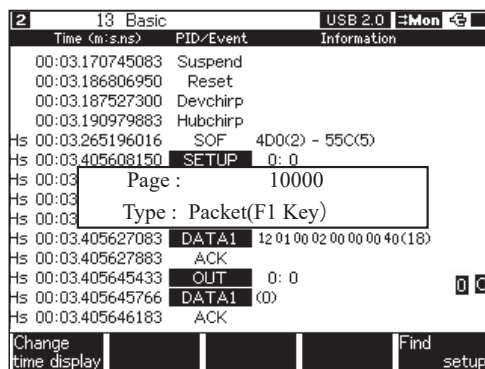 2 13 Basic USB 2.0 Mon
Time (m:s.ns) PID/Event Information
00:03.170745083 Suspend
00:03.186806950 Reset
00:03.187527300 Devchirp
00:03.190979883 Hubchirp
Hs 00:03.265196016 SOF 4D0(2) - 55C(5)
Hs 00:03.405608150 SETUP 0: 0
Hs 00:03
Page : 10000
Hs 00:03
Type : Packet(F1 Key)
Hs 00:03
Hs 00:03.405627083 DATA1 12 01 00 02 00 00 00 40(18)
Hs 00:03.405627883 ACK
Hs 00:03.405645433 OUT 0: 0
Hs 00:03.405645766 DATA1 (0)
Hs 00:03.405646183 ACK
Change Find
time display setup